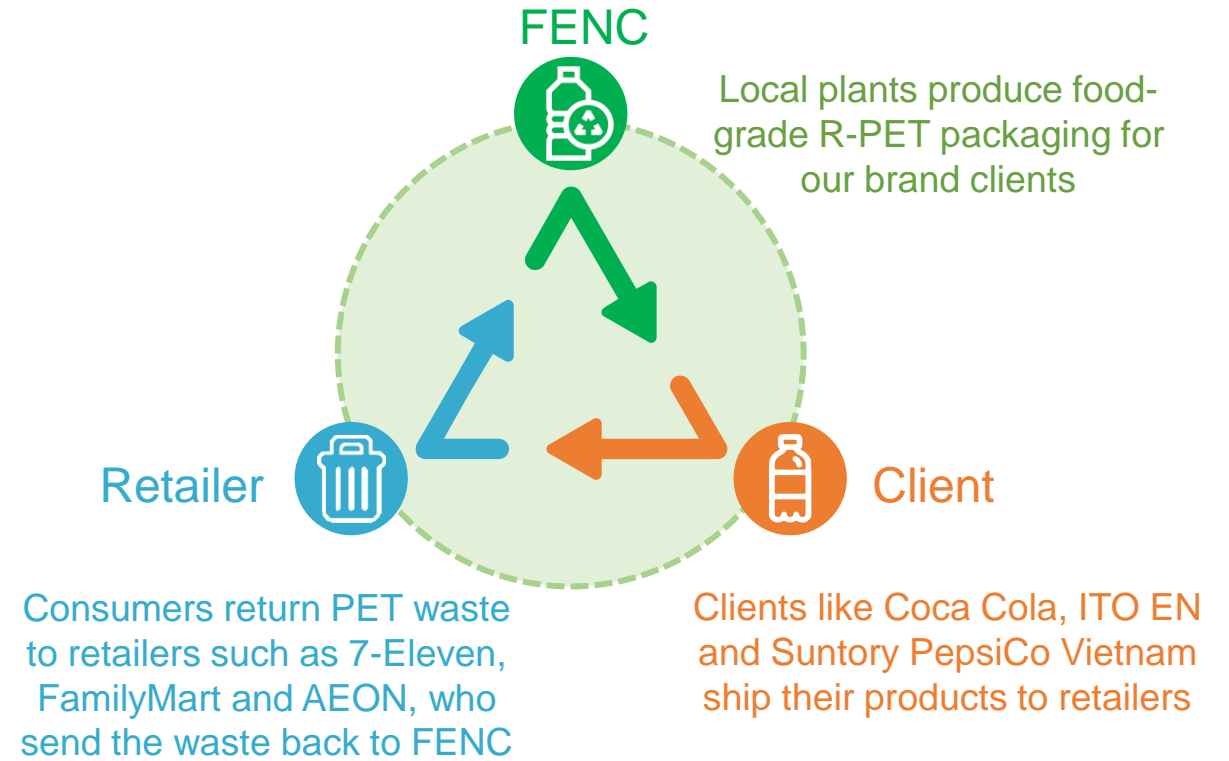 FENC
Local plants produce food-
grade R-PET packaging for
our brand clients
Retailer
Client
Consumers return PET waste
to retailers such as 7-Eleven,
FamilyMart and AEON, who
send the waste back to FENC
Clients like Coca Cola, ITO EN
and Suntory PepsiCo Vietnam
ship their products to retailers